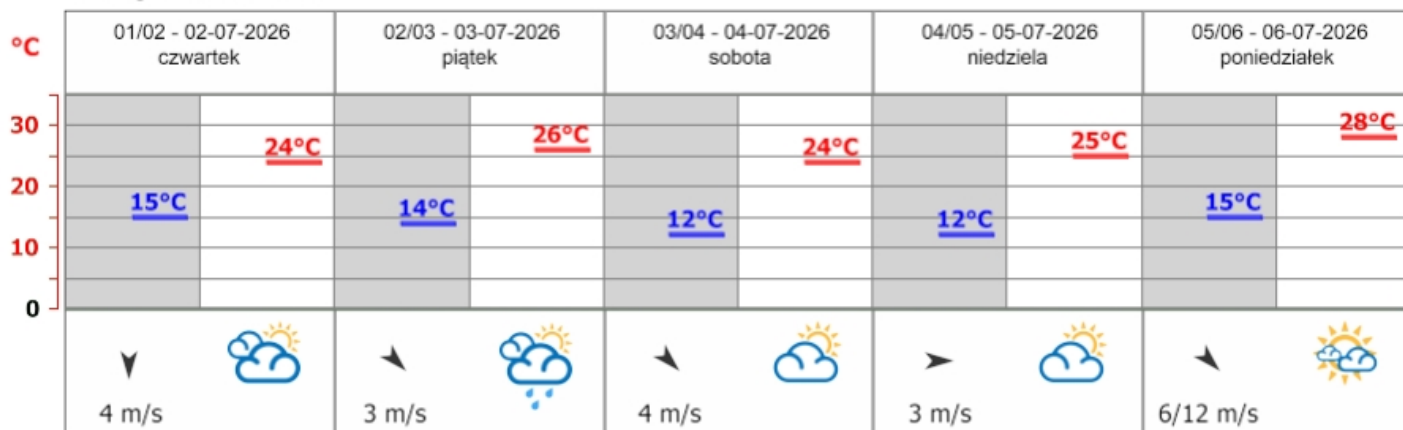 °C
01/02 - 02-07-2026
czwartek
02/03 - 03-07-2026
piątek
03/04 - 04-07-2026
sobota
04/05 - 05-07-2026
niedziela
05/06 - 06-07-2026
poniedziałek
30
20
10
0
15°C
24°C
14°C
26°C
12°C
24°C
12°C
25°C
15°C
28°C
4 m/s
3 m/s
4 m/s
3 m/s
6/12 m/s